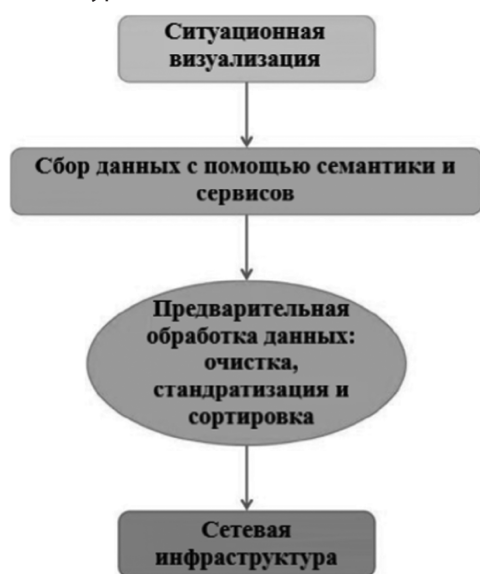 Ситуационная
визуализация
Сбор данных с помощью семантики и
сервисов
Предварительная
обработка данных:
очистка,
стандратизация и
сортировка
Сетевая
инфраструктура